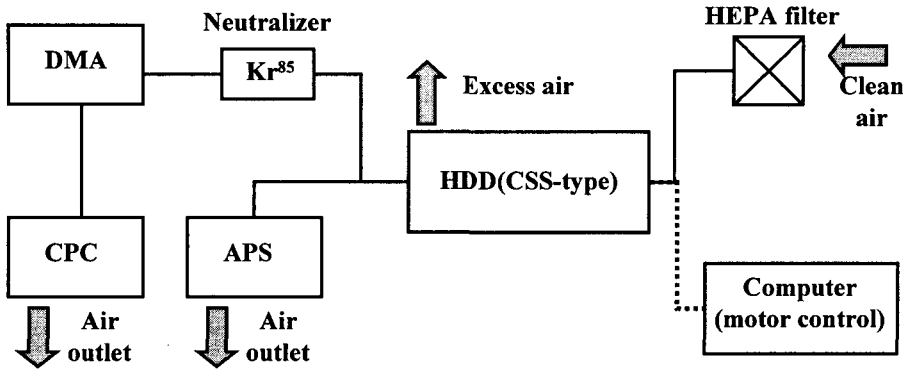 Neutralizer
HEPA filter
DMA
Kr⁸⁵
Excess air
Clean
air
HDD(CSS-type)
CPC
APS
Computer
(motor control)
Air
outlet
Air
outlet